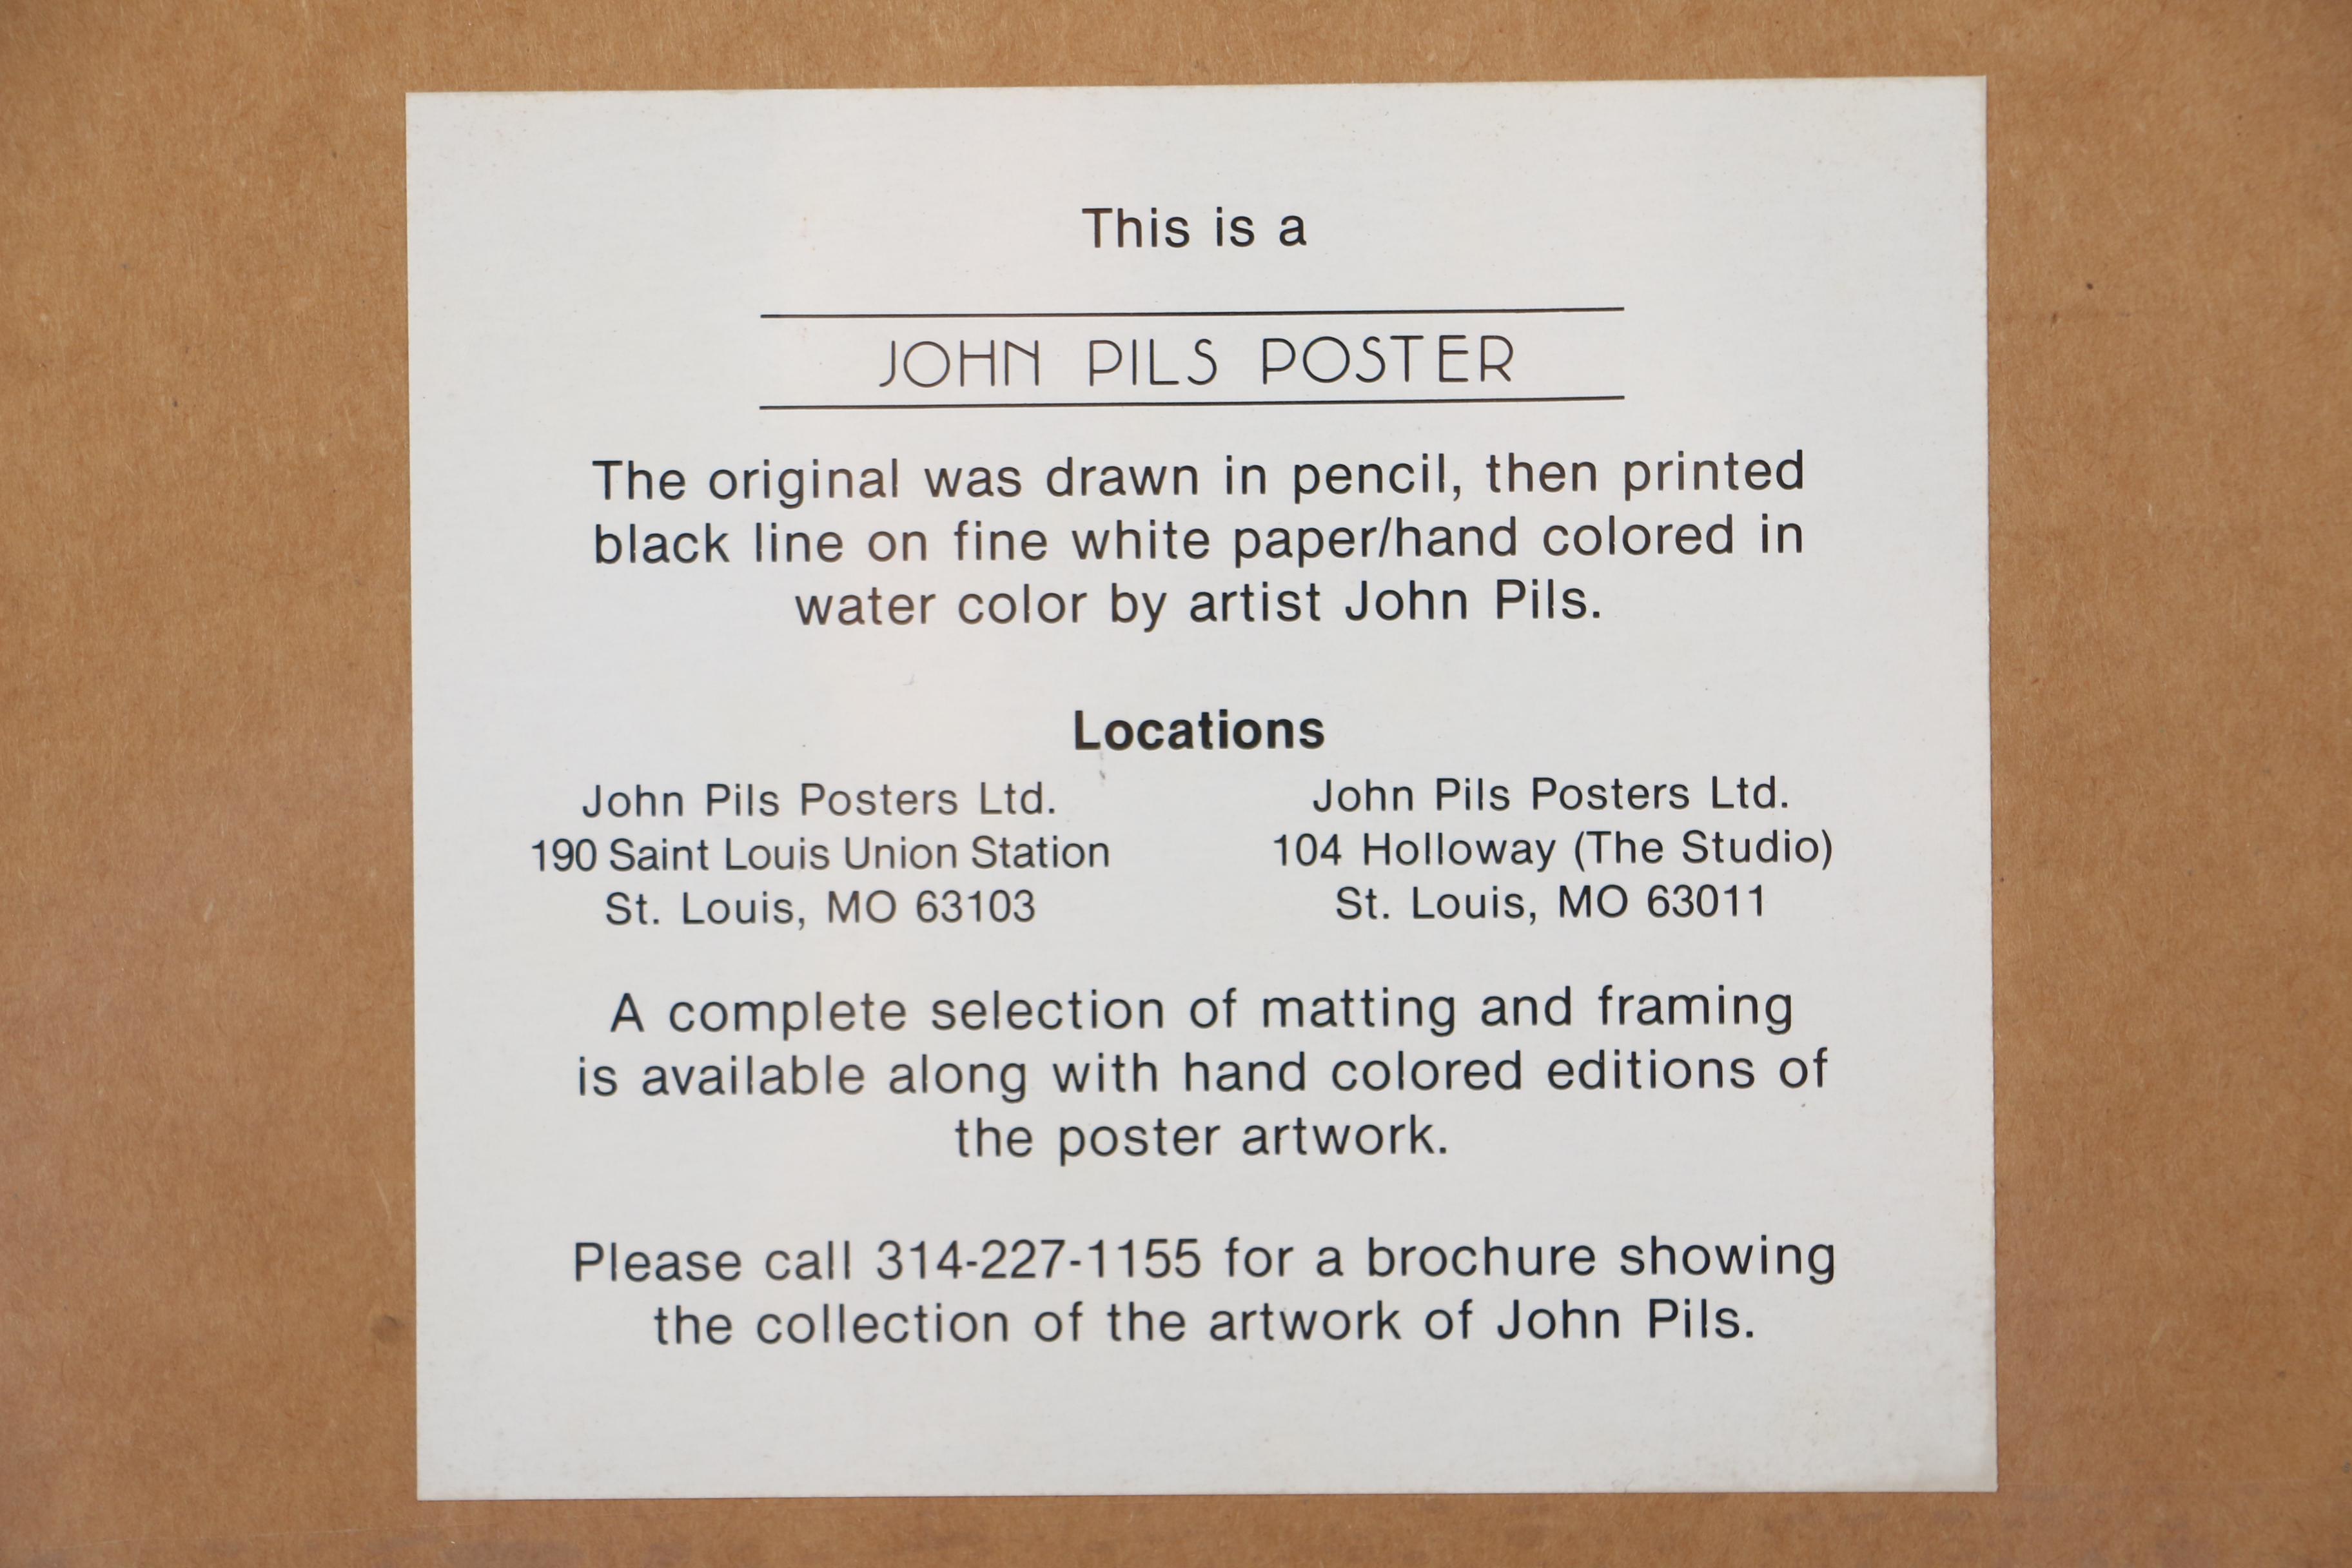 This is a
JOHN PILS POSTER
The original was drawn in pencil, then printed
black line on fine white paper/hand colored in
water color by artist John Pils.
Locations
John Pils Posters Ltd.
190 Saint Louis Union Station
St. Louis, MO 63103
John Pils Posters Ltd.
104 Holloway (The Studio)
St. Louis, MO 63011
A complete selection of matting and framing
is available along with hand colored editions of
the poster artwork.
Please call 314-227-1155 for a brochure showing
the collection of the artwork of John Pils.